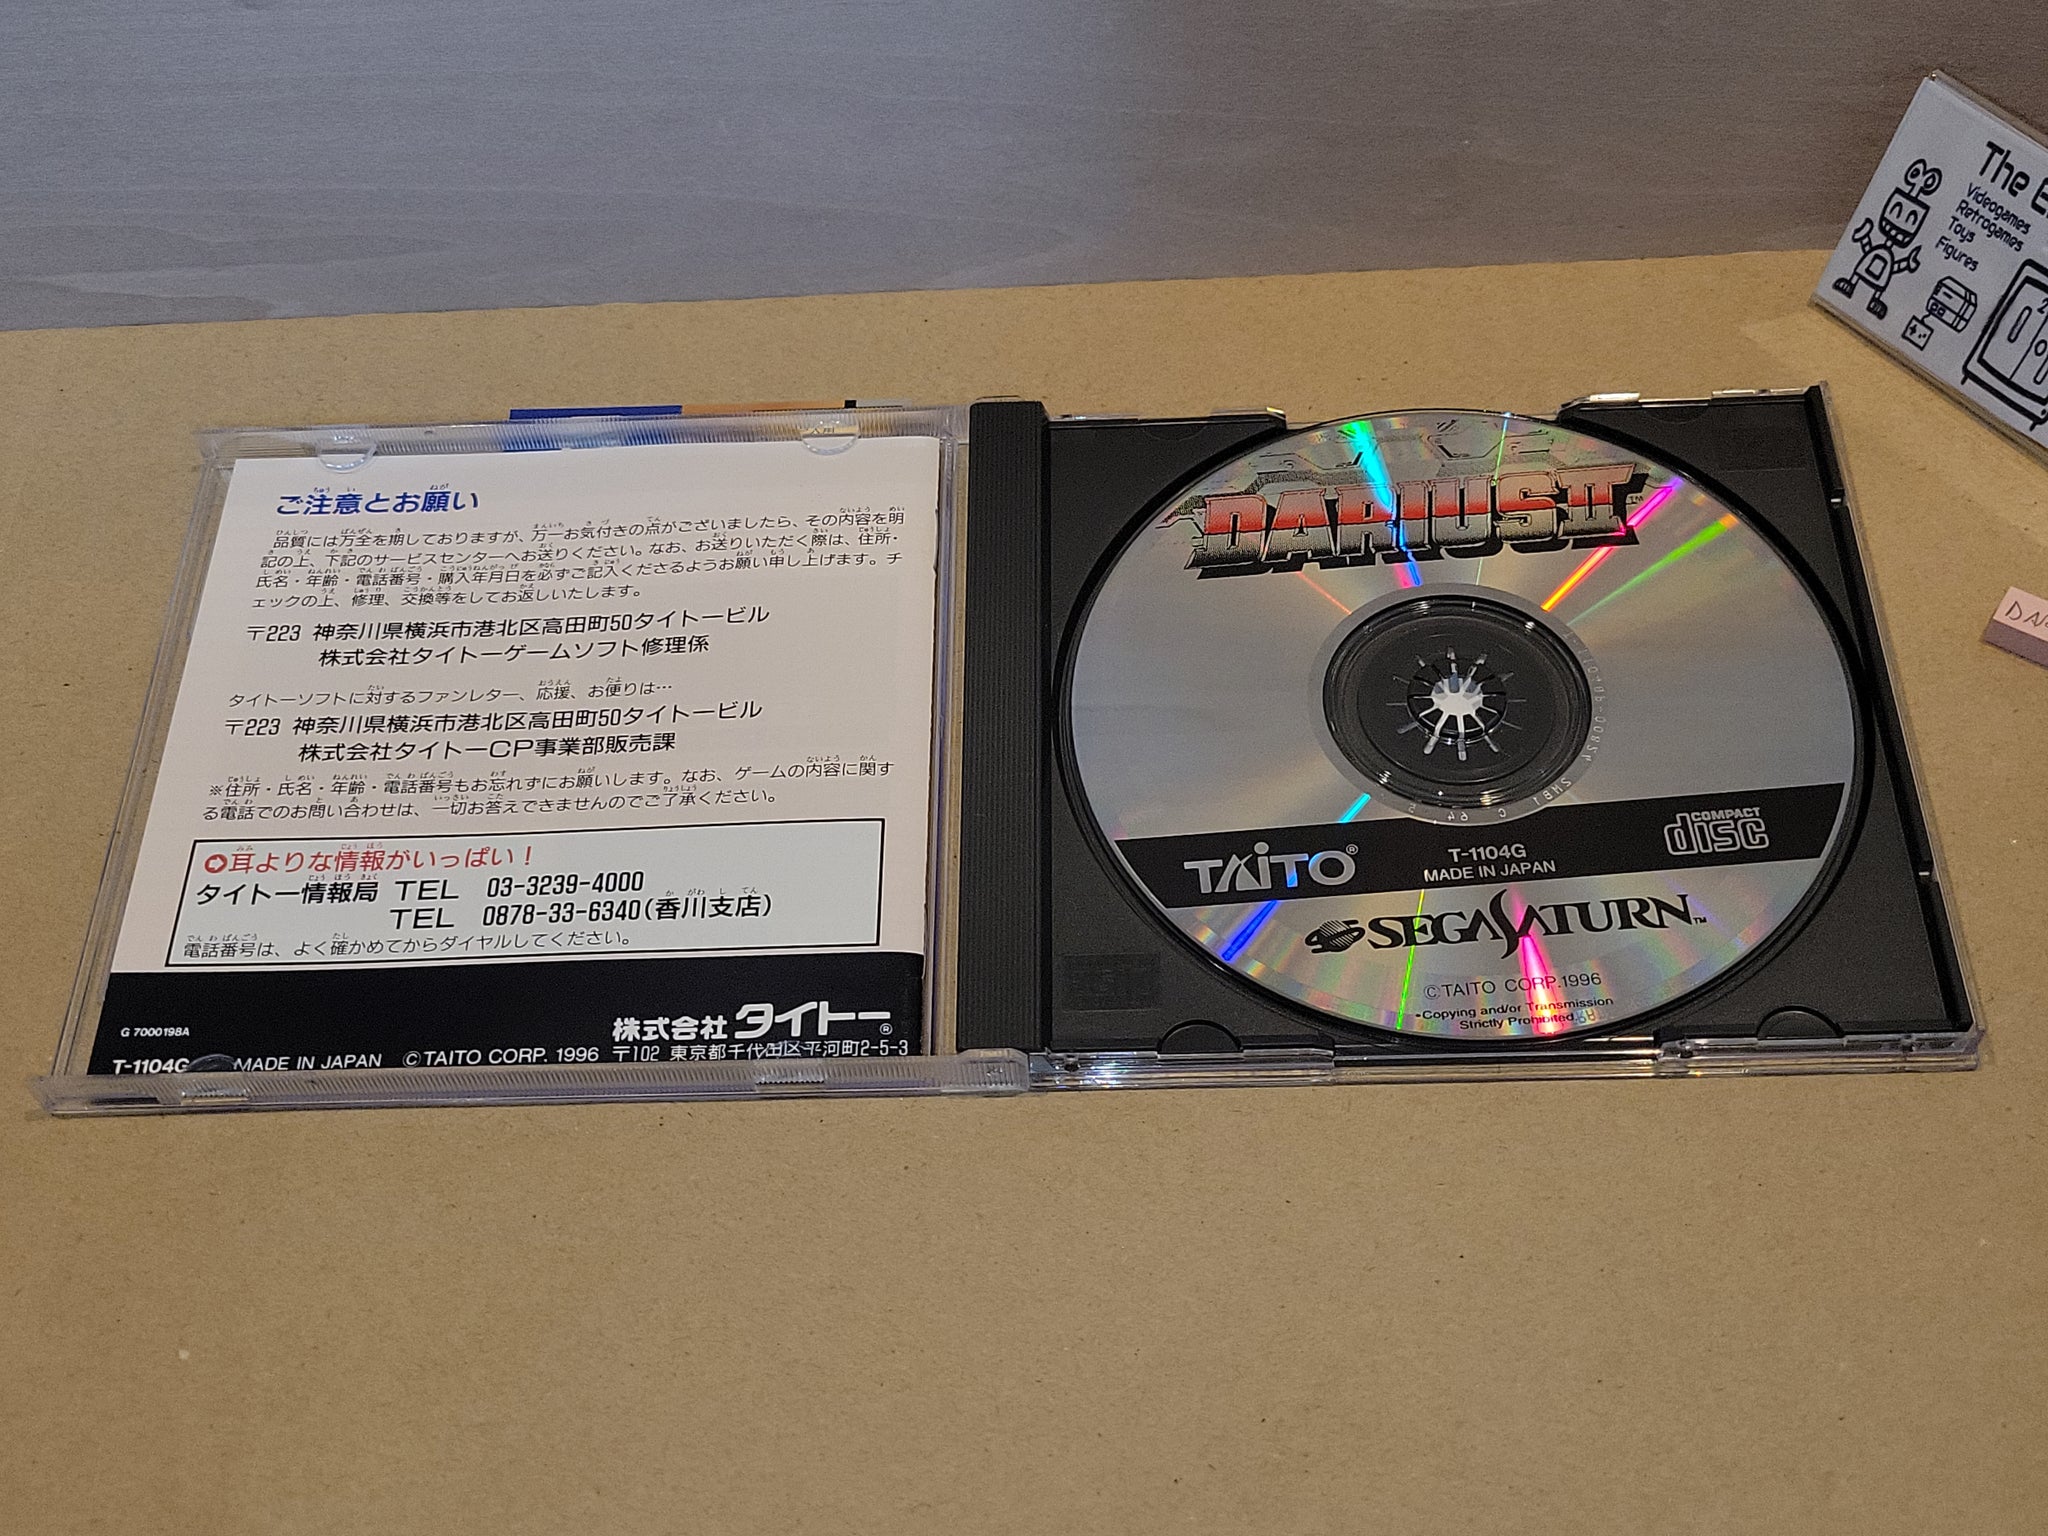 ご注意とお願い
品質には万全を期しておりますが、万一お気付きの点がございましたら、その内容を明
記の上、下記のサービスセンターへお送りください。なお、お送りいただく際は、住所・
氏名・年齢・電話番号・購入年月日を必ずご記入くださるようお願い申し上げます。チ
ェックの上、修理、交換等をしてお返しいたします。
〒223 神奈川県横浜市港北区高田町50タイトービル
株式会社タイトーゲームソフト修理係
タイトーソフトに対するファンレター、応援、お便りは…
〒223 神奈川県横浜市港北区高田町50タイトービル
株式会社タイトーCP事業部販売課
※住所・氏名・年齢・電話番号もお忘れずにお願いします。なお、ゲームの内容に関す
る電話でのお問い合わせは、一切お答えできませんのでご了承ください。
耳よりな情報がいっぱい！
タイトー情報局 TEL 03-3239-4000
TEL 0878-33-6340(香川支店)
電話番号は、よく確かめてからダイヤルしてください。
G 7000198A
株式会社タイトー®
T-1104G MADE IN JAPAN ©TAITO CORP. 1996 〒102 東京都千代田区平河町2-5-3
DARIUS II™
TAITO®
T-1104G
MADE IN JAPAN
COMPACT
disc
SEGA SATURN™
©TAITO CORP.1996
•Copying and/or Transmission
Strictly Prohibited.
The
Videogames
Retrogames
Toys
Figures